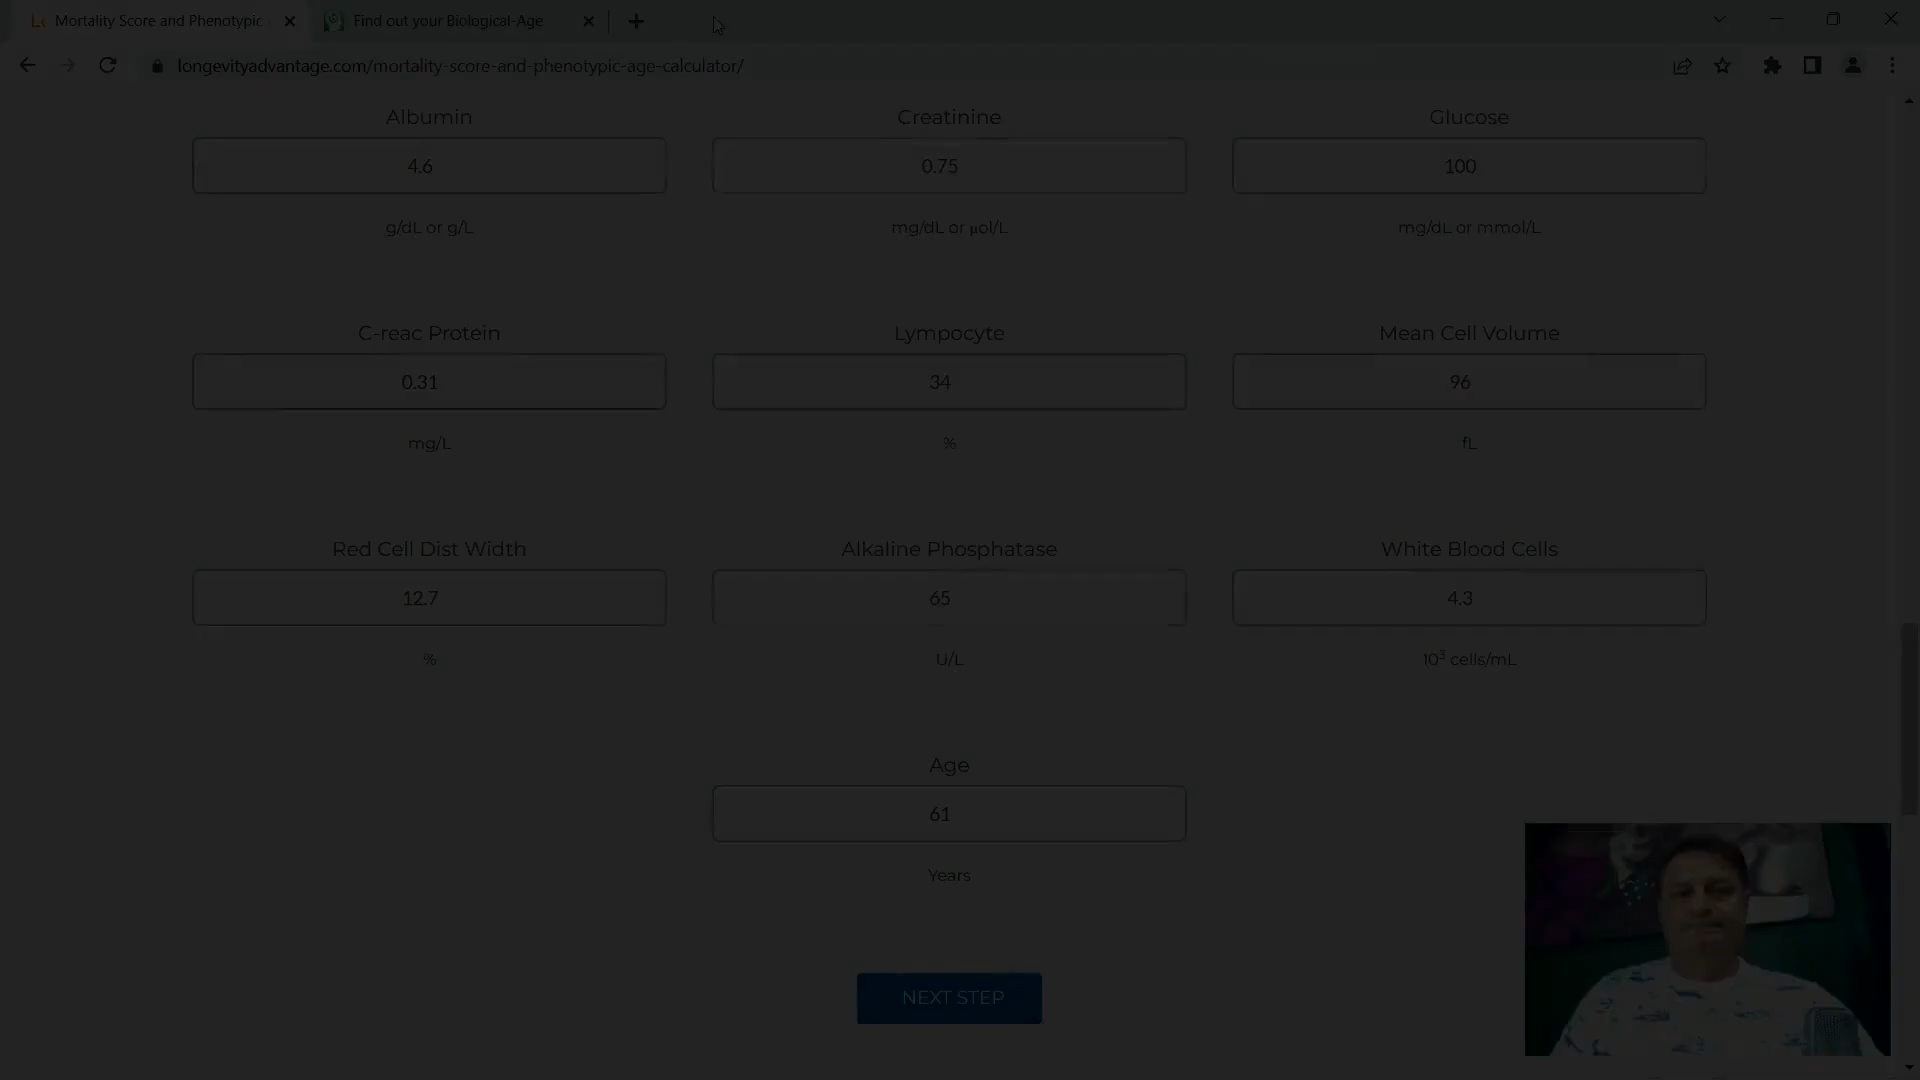 Mortality Score and Phenotypic
Find out your Biological-Age
longevityadvantage.com/mortality-score-and-phenotypic-age-calculator/
Albumin Creatinine Glucose
4.6 0.75 100
g/dL or g/L mg/dL or μol/L mg/dL or mmol/L
C-reac Protein Lympocyte Mean Cell Volume
0.31 34 96
mg/L % fL
Red Cell Dist Width Alkaline Phosphatase White Blood Cells
12.7 65 4.3
% U/L 10³ cells/mL
Age
61
Years
NEXT STEP